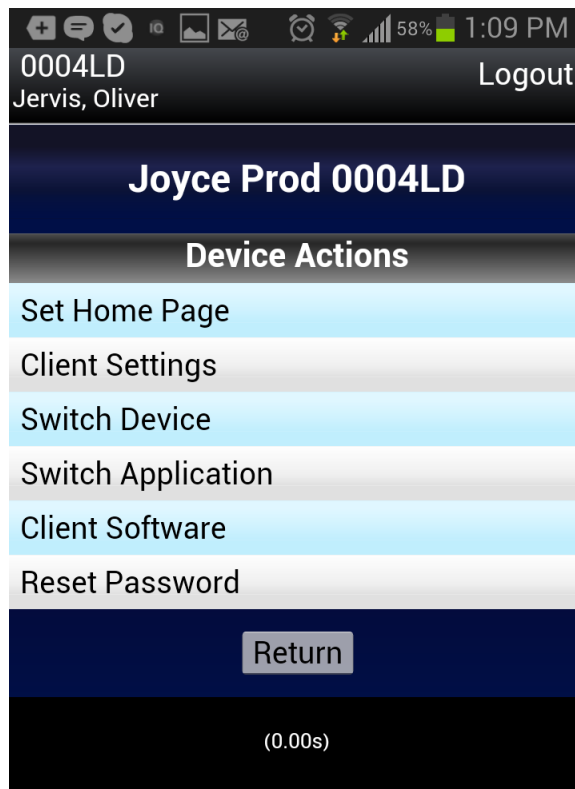 IQ 58% 1:09 PM
0004LD
Jervis, Oliver
Logout
Joyce Prod 0004LD
Device Actions
Set Home Page
Client Settings
Switch Device
Switch Application
Client Software
Reset Password
Return
(0.00s)